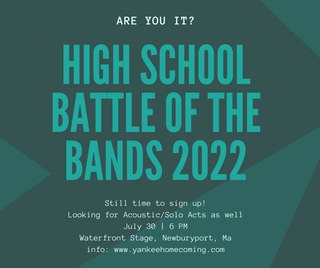 ARE YOU IT?
HIGH SCHOOL
BATTLE OF THE
BANDS 2022
Still time to sign up!
Looking for Acoustic/Solo Acts as well
July 30 | 6 PM
Waterfront Stage, Newburyport, Ma
info: www.yankeehomecoming.com